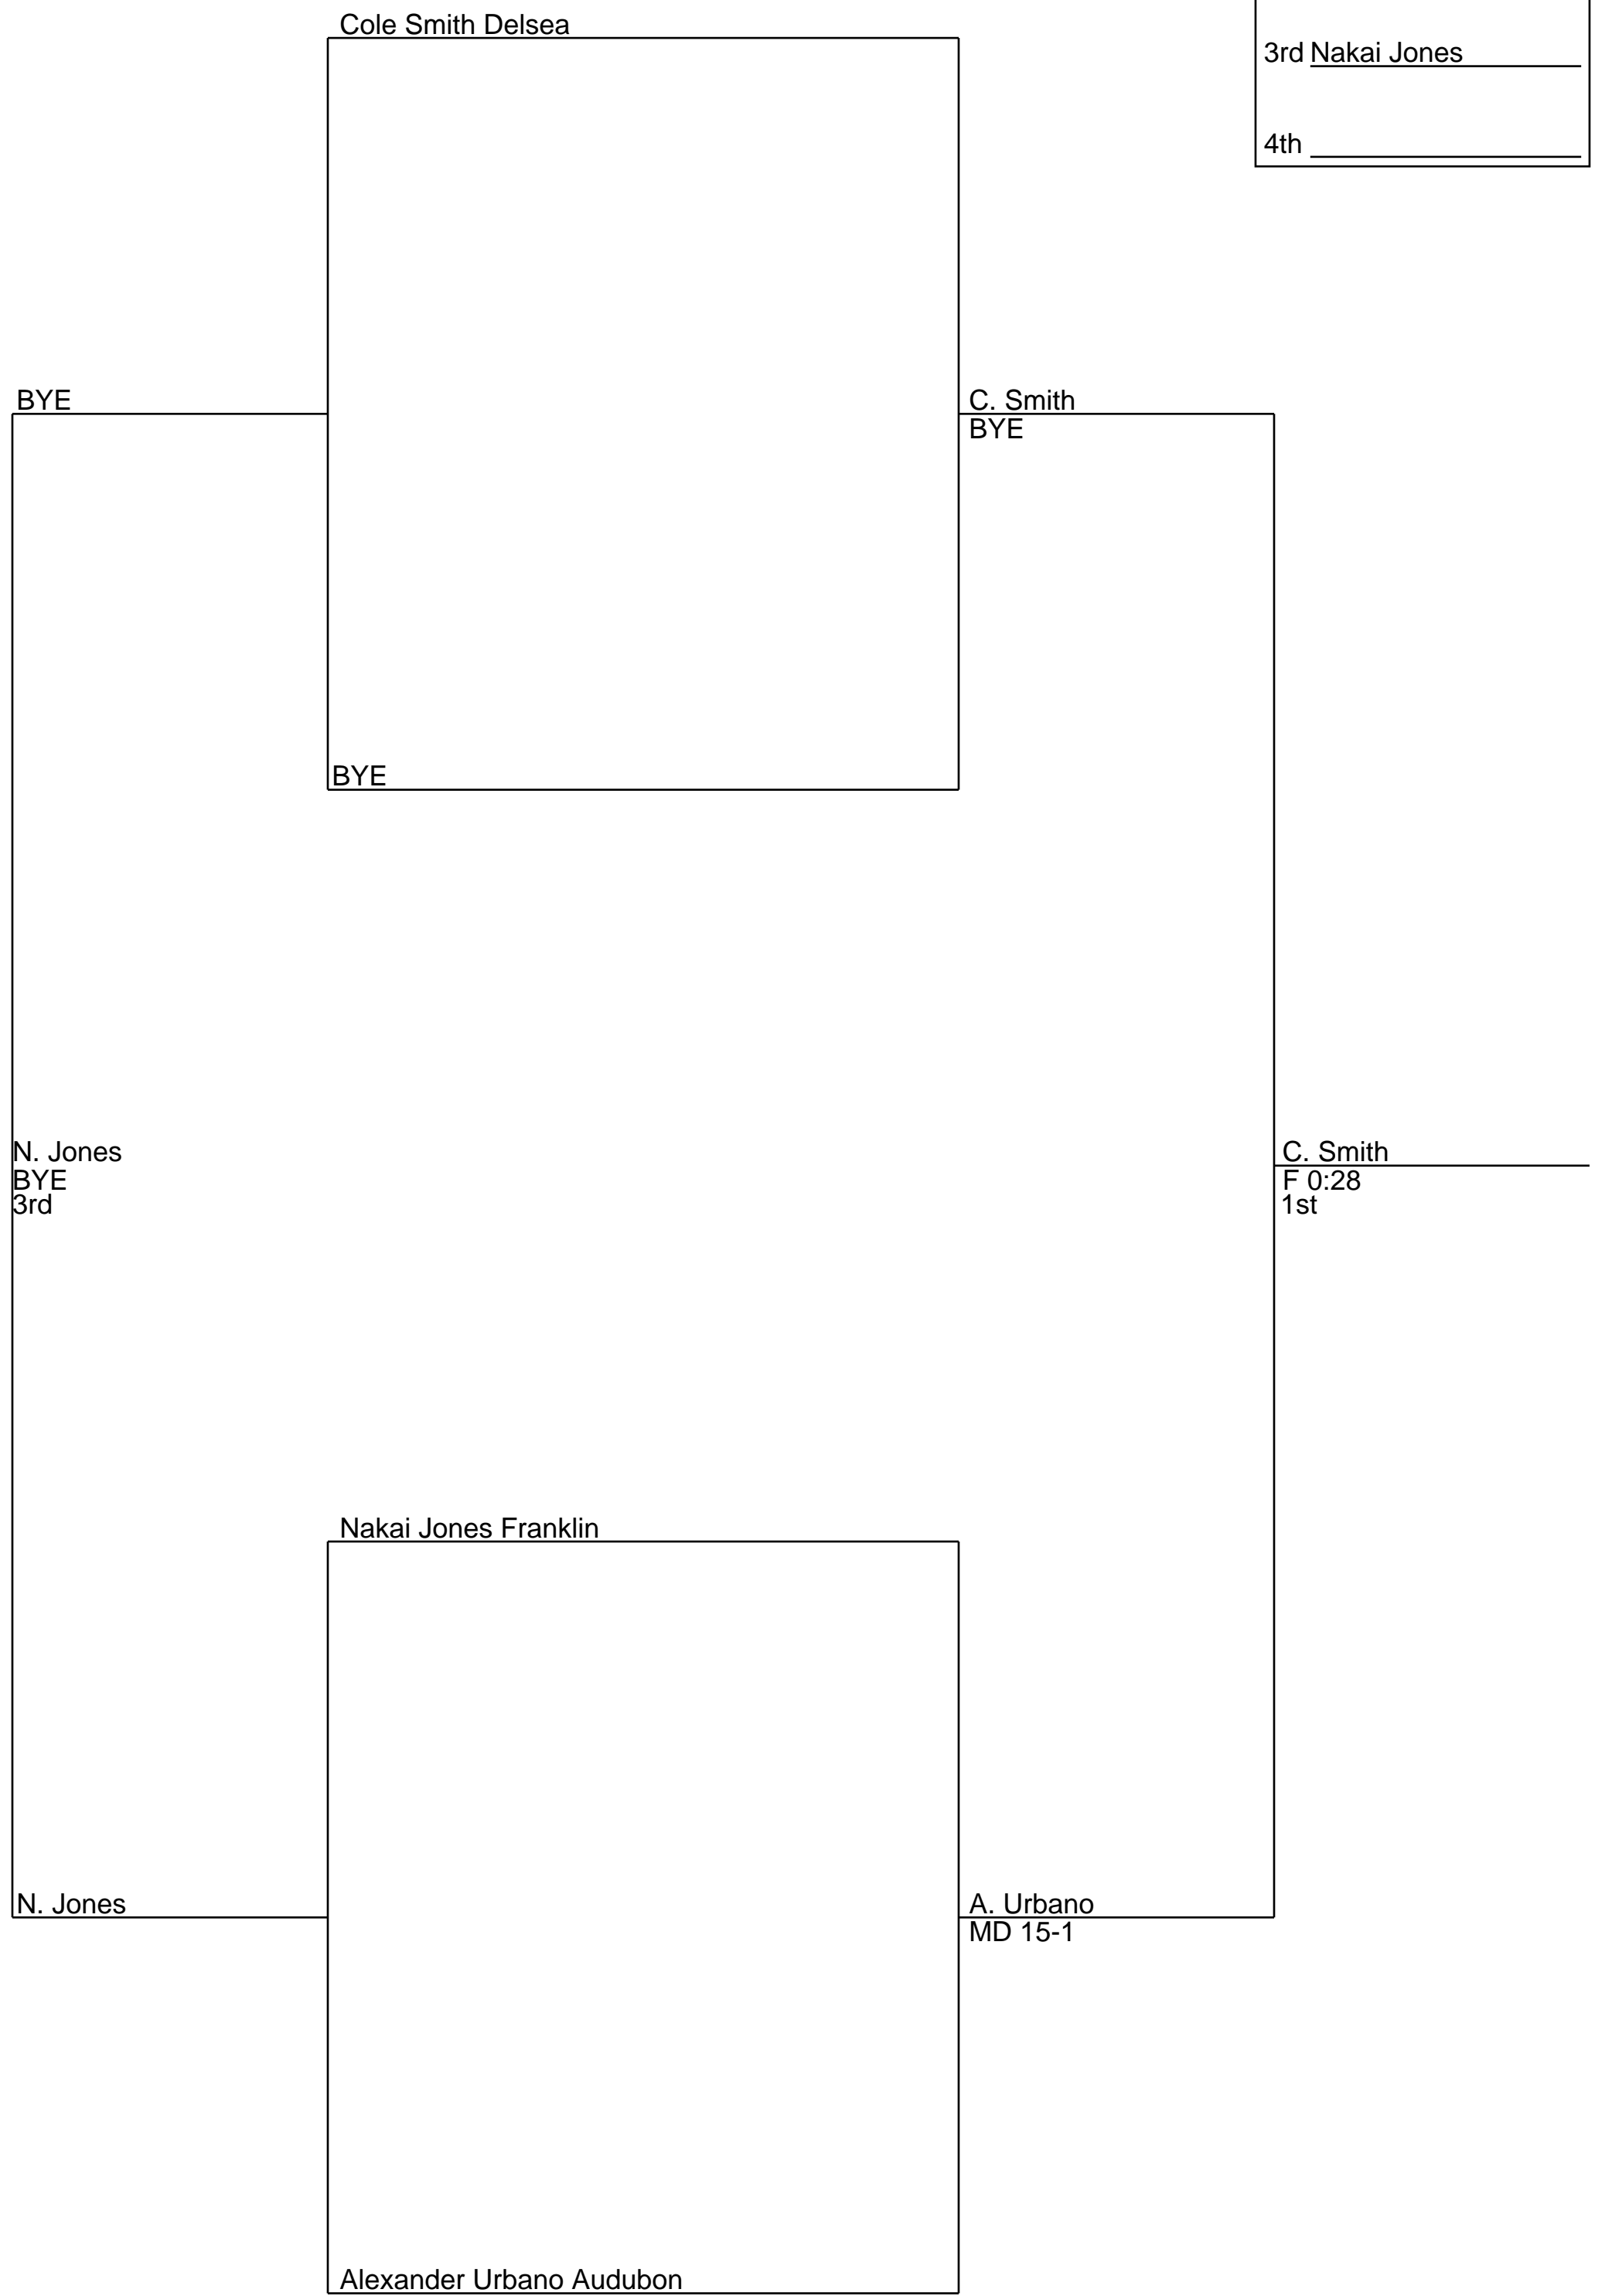 Cole Smith Delsea
3rd Nakai Jones
4th
BYE
C. Smith
BYE
BYE
N. Jones
BYE
3rd
C. Smith
F 0:28
1st
Nakai Jones Franklin
N. Jones
A. Urbano
MD 15-1
Alexander Urbano Audubon